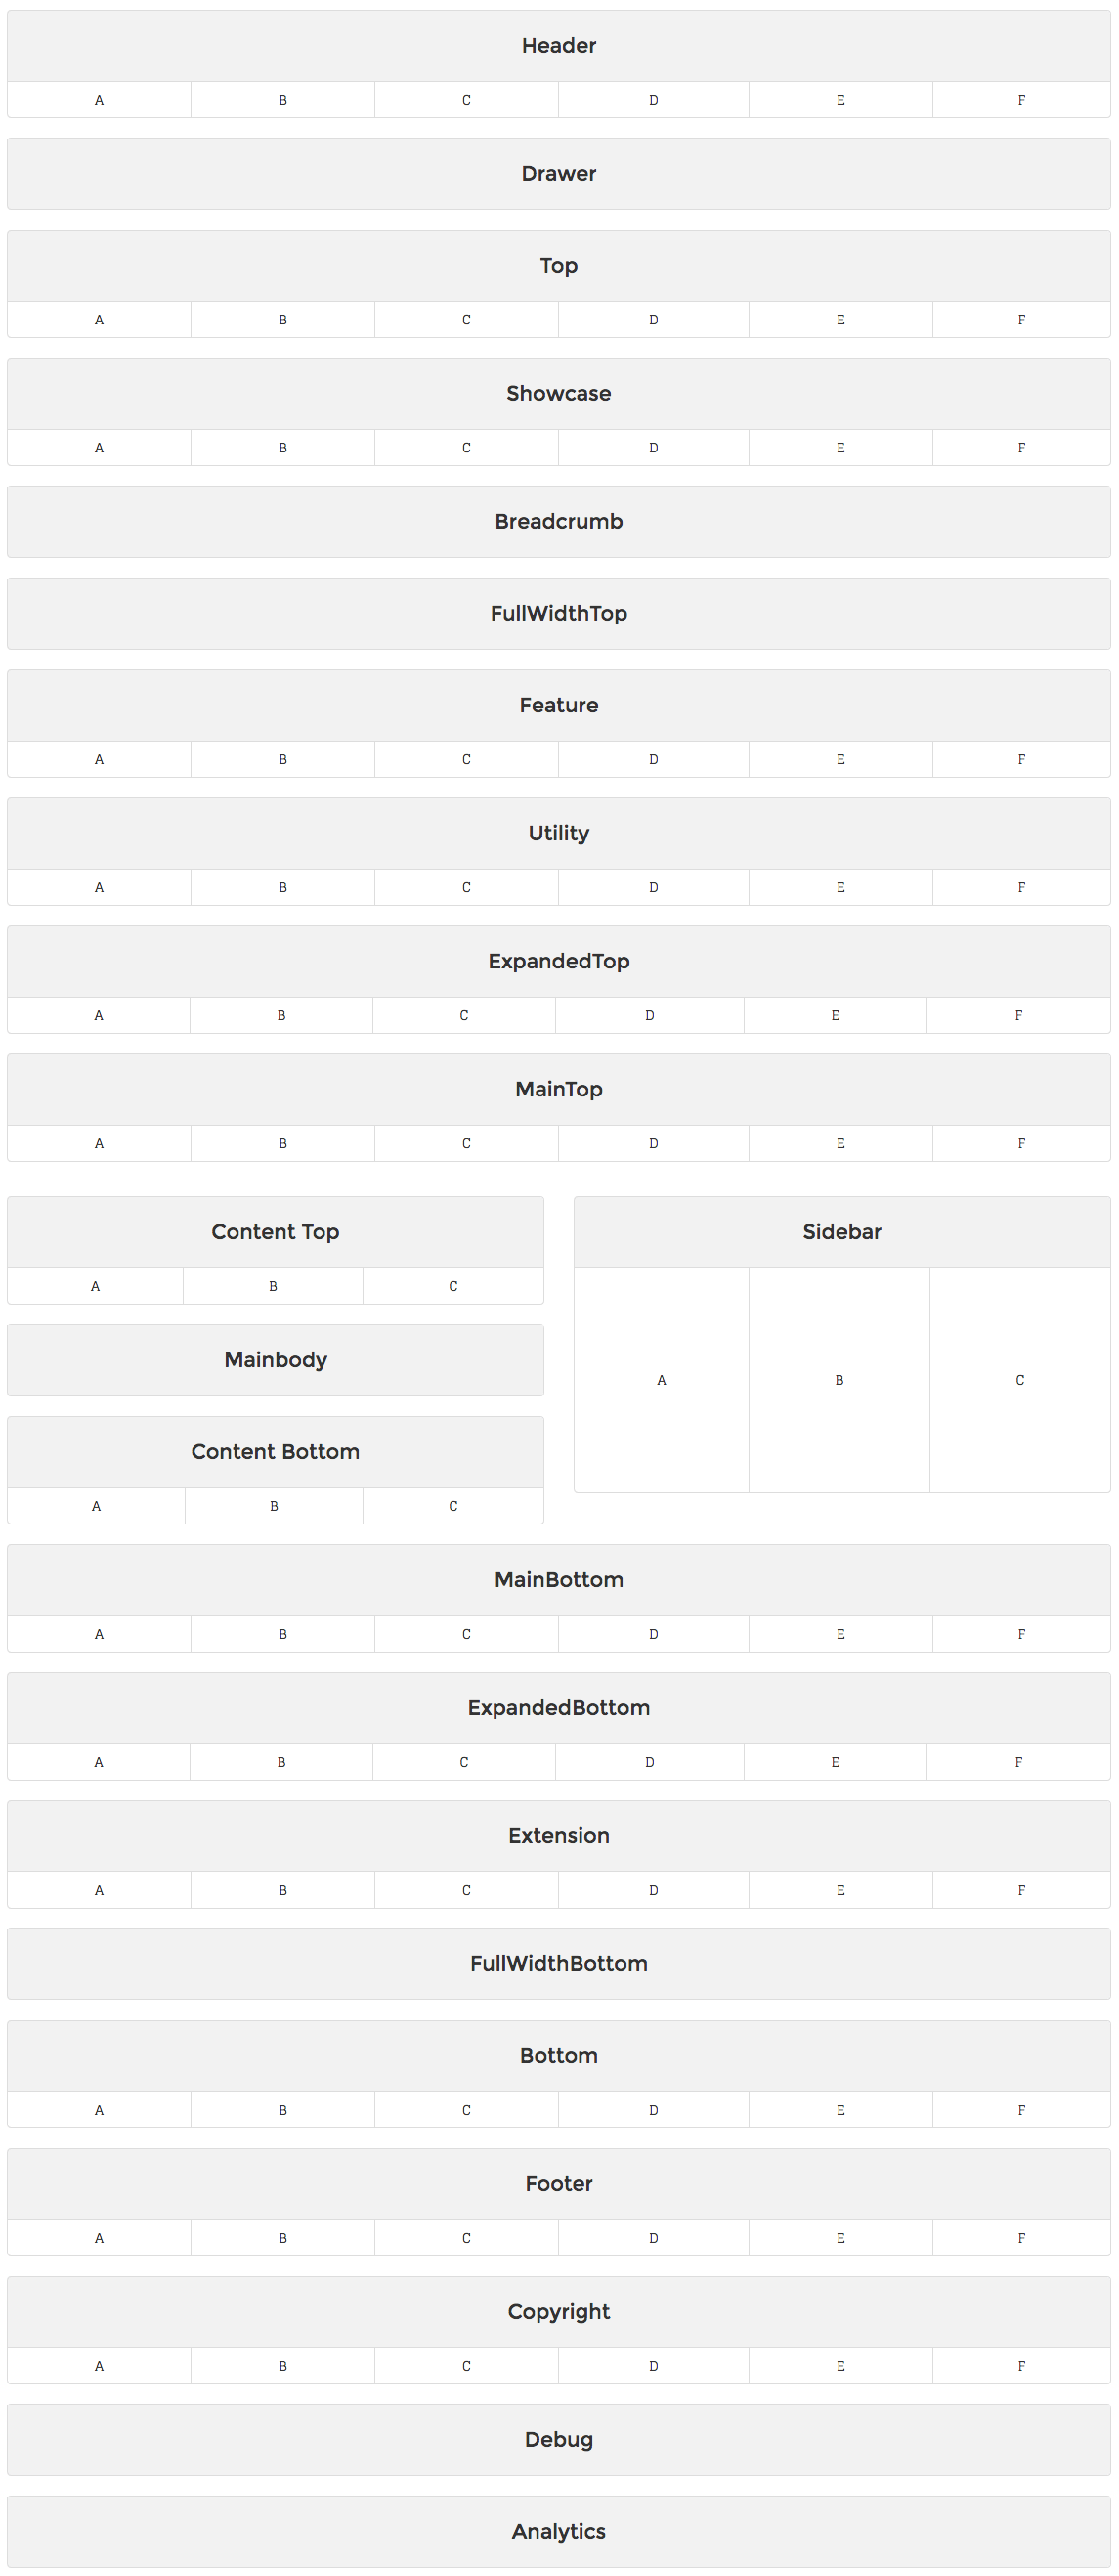 Header
A B C D E F
Drawer
Top
A B C D E F
Showcase
A B C D E F
Breadcrumb
FullWidthTop
Feature
A B C D E F
Utility
A B C D E F
ExpandedTop
A B C D E F
MainTop
A B C D E F
Content Top
A B C
Mainbody
Content Bottom
A B C
Sidebar
A B C
MainBottom
A B C D E F
ExpandedBottom
A B C D E F
Extension
A B C D E F
FullWidthBottom
Bottom
A B C D E F
Footer
A B C D E F
Copyright
A B C D E F
Debug
Analytics